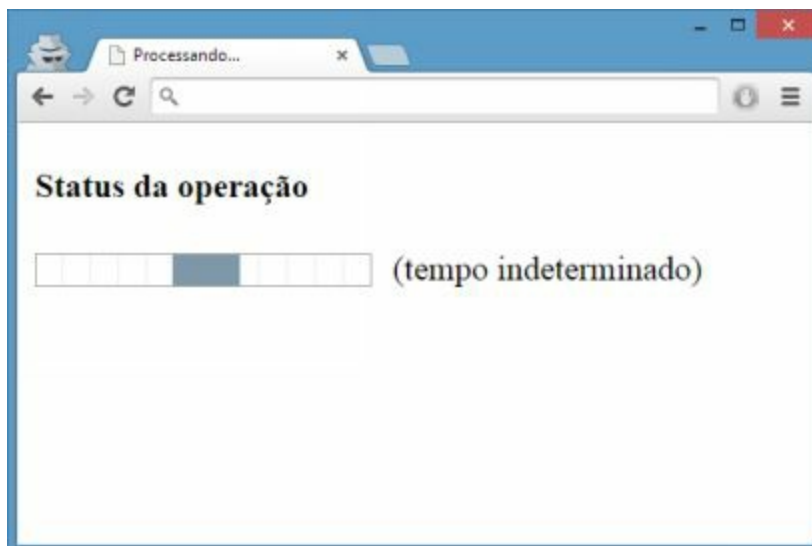 Processando...
Status da operação
(tempo indeterminado)